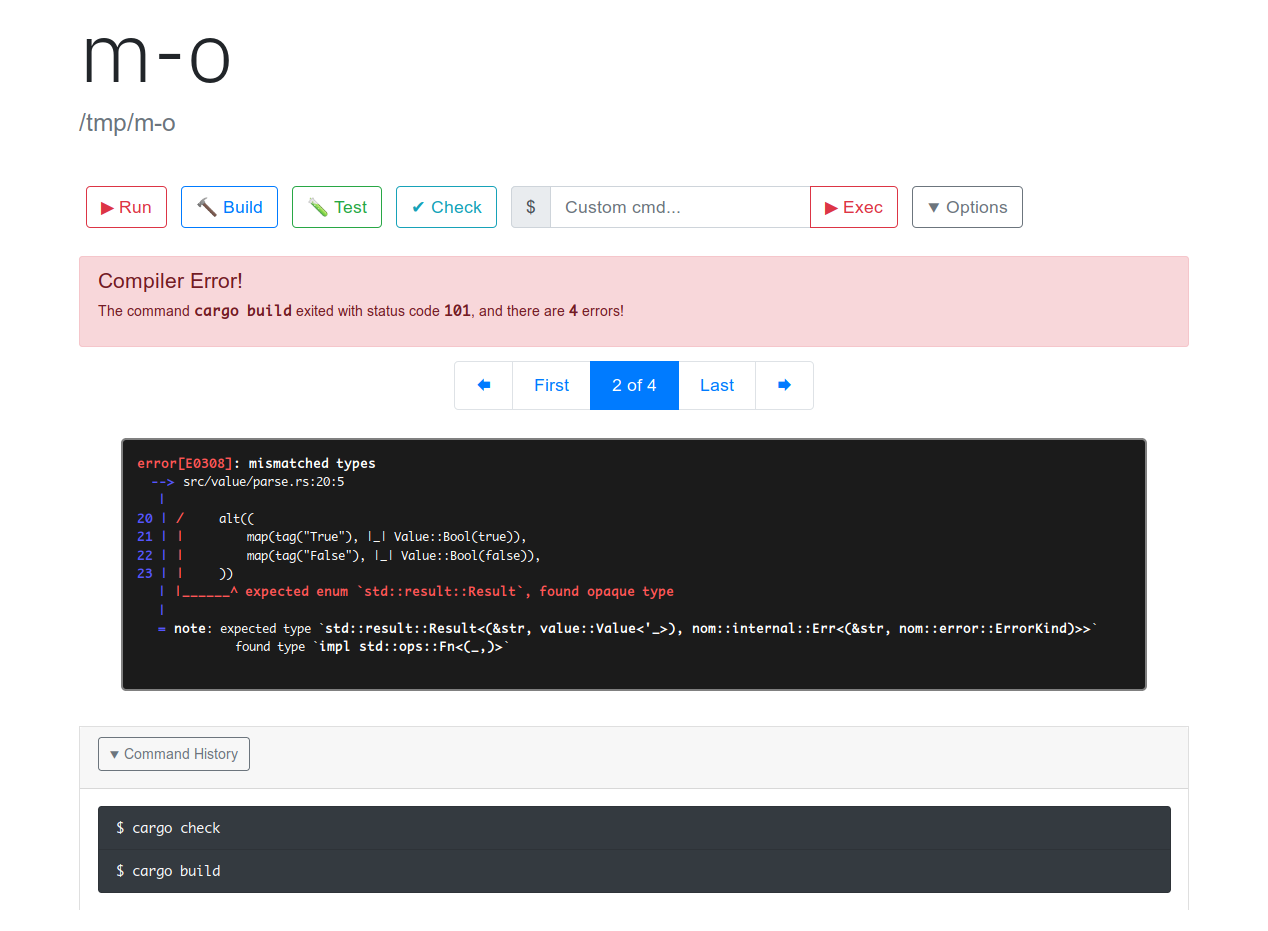 m-o
/tmp/m-o
▶ Run 🔨 Build 🧪 Test ✔ Check $ Custom cmd... ▶ Exec ▼ Options
Compiler Error!
The command cargo build exited with status code 101, and there are 4 errors!
🡄 First 2 of 4 Last 🡆
error[E0308]: mismatched types
  --> src/value/parse.rs:20:5
   |
20 | /     alt((
21 | |         map(tag("True"), |_| Value::Bool(true)),
22 | |         map(tag("False"), |_| Value::Bool(false)),
23 | |     ))
   | |______^ expected enum `std::result::Result`, found opaque type
   |
   = note: expected type `std::result::Result<(&str, value::Value<'_>), nom::internal::Err<(&str, nom::error::ErrorKind)>>`
              found type `impl std::ops::Fn<(_,)>`
▼ Command History
$ cargo check
$ cargo build